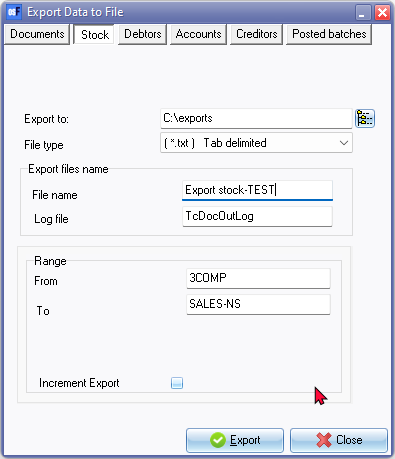 Export Data to File
Documents Stock Debtors Accounts Creditors Posted batches
Export to: C:\exports
File type ( *.txt ) Tab delimited
Export files name
File name Export stock-TEST
Log file TcDocOutLog
Range
From 3COMP
To SALES-NS
Increment Export
Export Close